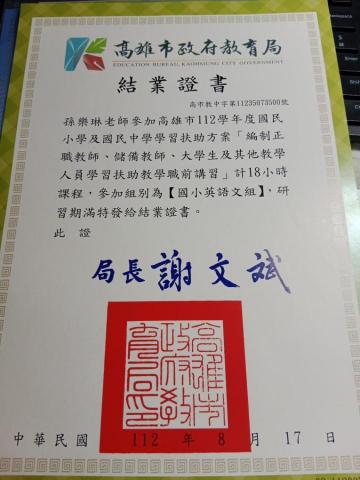 高雄市政府教育局
EDUCATION BUREAU, KAOHSIUNG CITY GOVERNMENT
結業證書
高市教中字第11235073500號
孫樂琳老師參加高雄市112學年度國民
小學及國民中學學習扶助方案「編制正
職教師、儲備教師、大學生及其他教學
人員學習扶助教學職前講習」計18小時
課程，參加組別為【國小英語文組】，研
習期滿特發給結業證書。
此 證
局長 謝文斌
高雄市
政府教
育局印
中華民國 112 年 8 月 17 日